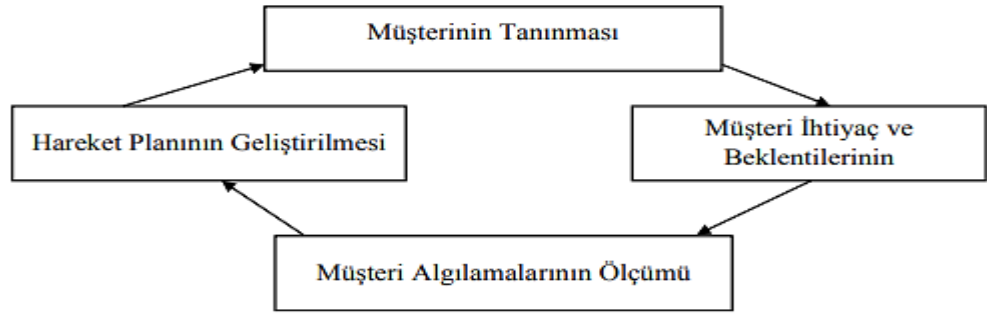 Müşterinin Tanınması
Hareket Planının Geliştirilmesi
Müşteri İhtiyaç ve
Beklentilerinin
Müşteri Algılamalarının Ölçümü